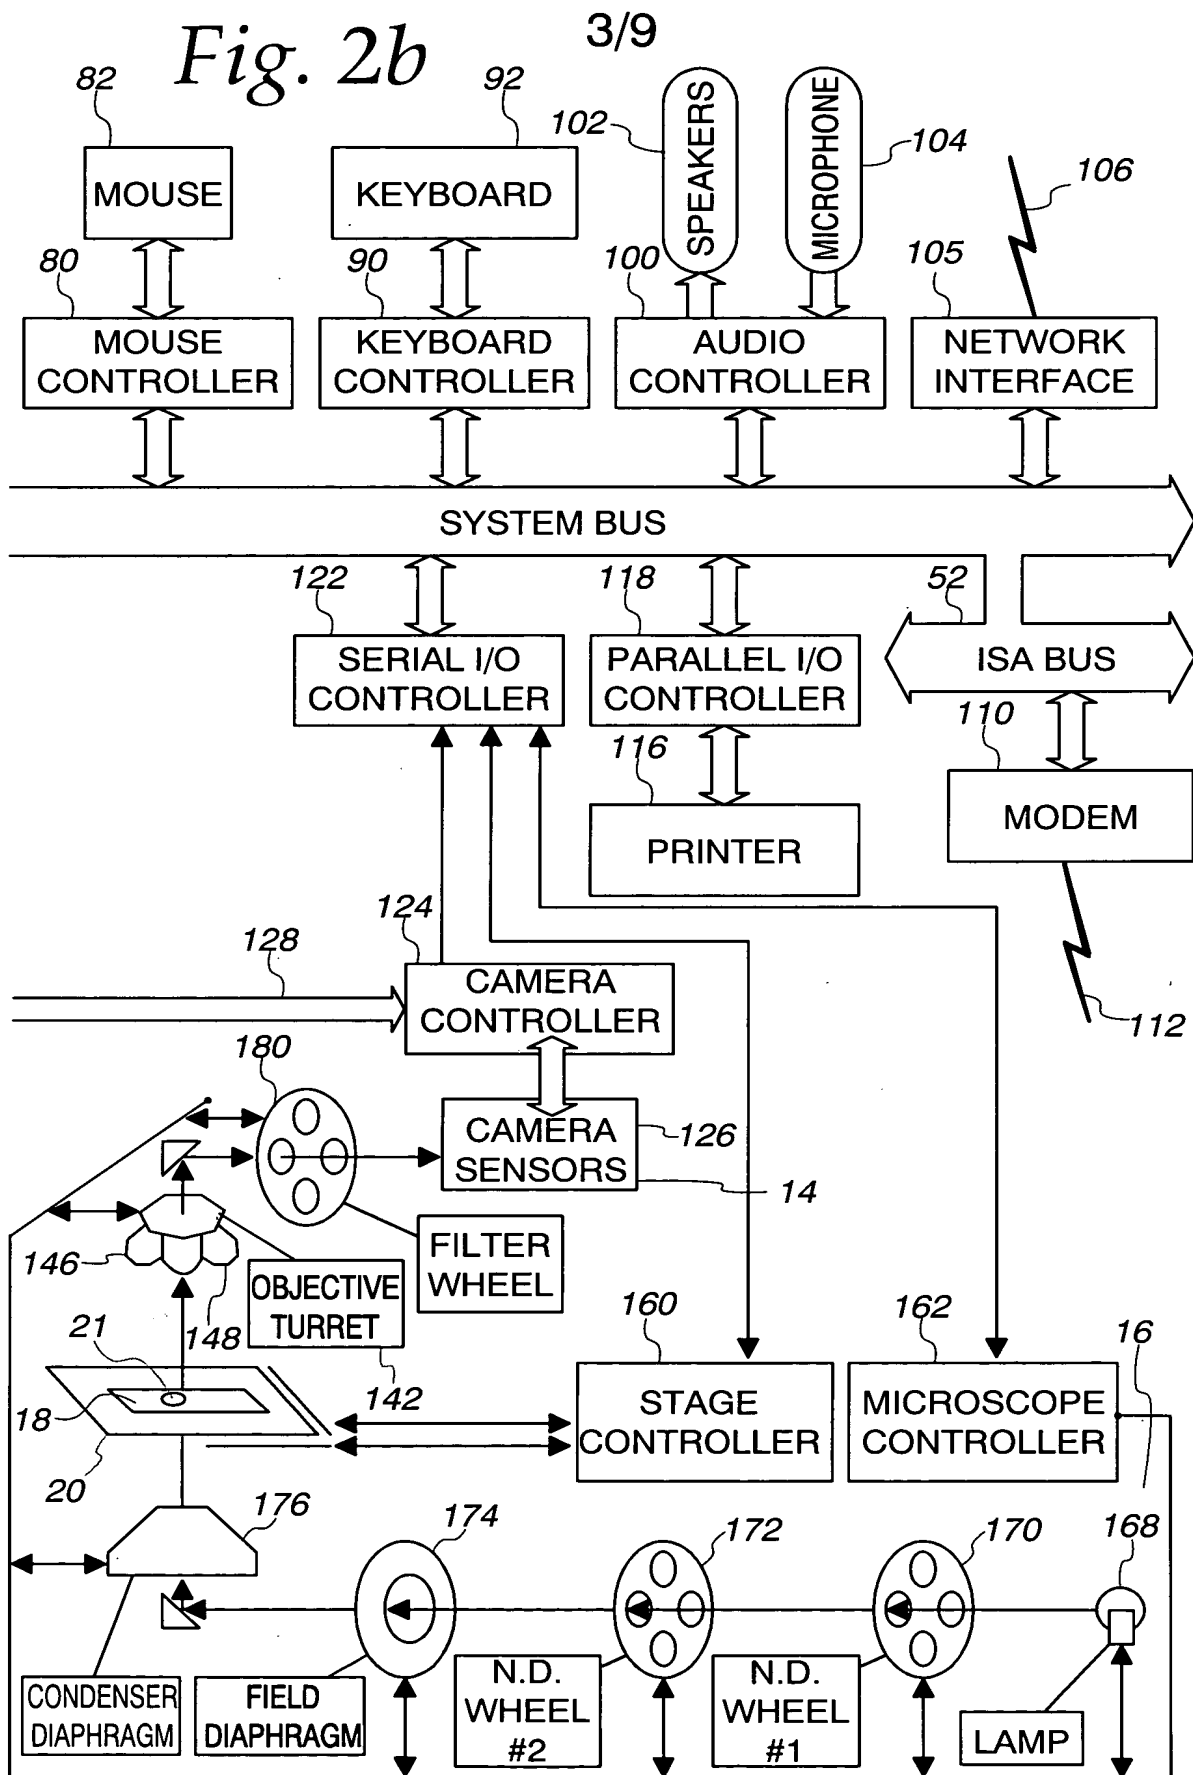 Fig. 2b
3/9
82
92
102
104
106
MOUSE
KEYBOARD
SPEAKERS
MICROPHONE
80
90
100
105
MOUSE
CONTROLLER
KEYBOARD
CONTROLLER
AUDIO
CONTROLLER
NETWORK
INTERFACE
SYSTEM BUS
122
118
52
SERIAL I/O
CONTROLLER
PARALLEL I/O
CONTROLLER
ISA BUS
116
110
PRINTER
MODEM
124
128
CAMERA
CONTROLLER
112
180
CAMERA
SENSORS
126
14
FILTER
WHEEL
146
148
OBJECTIVE
TURRET
142
21
18
20
160
162
16
STAGE
CONTROLLER
MICROSCOPE
CONTROLLER
176
174
172
170
168
CONDENSER
DIAPHRAGM
FIELD
DIAPHRAGM
N.D.
WHEEL
#2
N.D.
WHEEL
#1
LAMP